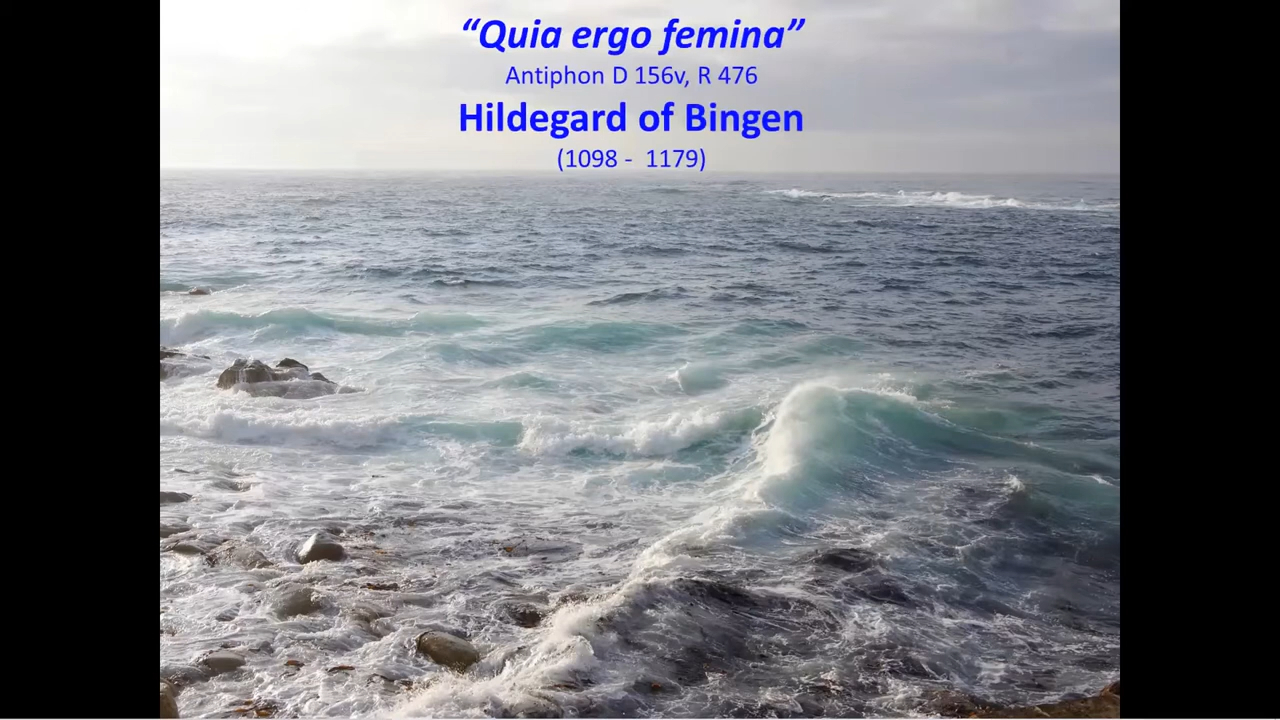 “Quia ergo femina”
Antiphon D 156v, R 476
Hildegard of Bingen
(1098 - 1179)